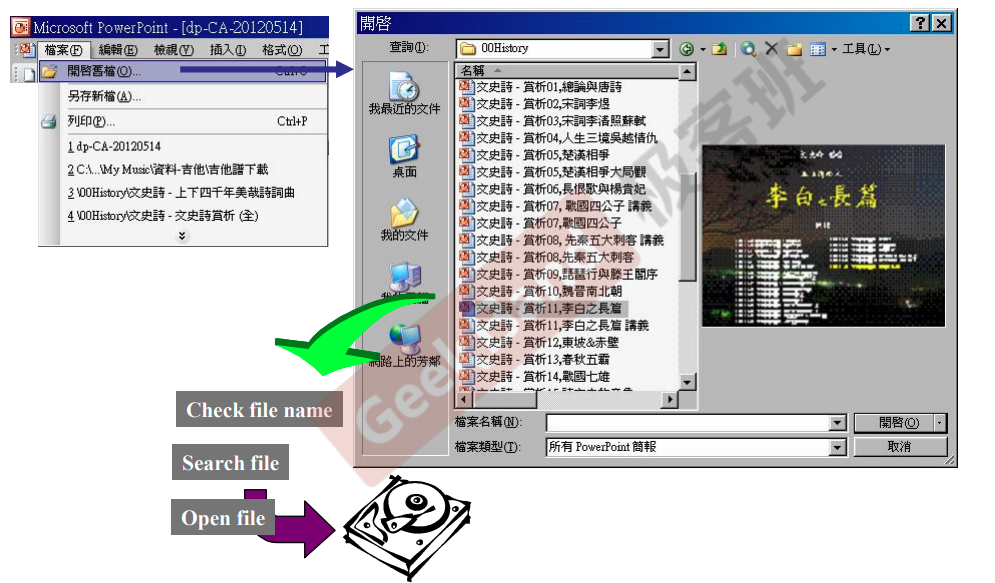 Microsoft PowerPoint - [dp-CA-20120514]
檔案(F) 編輯(E) 檢視(V) 插入(I) 格式(O) 工
開啓舊檔(O)... Ctrl+O
另存新檔(A)...
列印(P)... Ctrl+P
1 dp-CA-20120514
2 C:\...\My Music\資料-吉他\吉他譜下載
3 \00History\文史詩 - 上下四千年美哉詩詞曲
4 \00History\文史詩 - 文史詩賞析 (全)
開啓
查詢(I): 00History 工具(L)
我最近的文件
桌面
我的文件
網路上的芳鄰
名稱
文史詩 - 賞析01,總論與唐詩
文史詩 - 賞析02,宋詞李煜
文史詩 - 賞析03,宋詞李清照蘇軾
文史詩 - 賞析04,人生三境吳越情仇
文史詩 - 賞析05,楚漢相爭
文史詩 - 賞析05,楚漢相爭大局觀
文史詩 - 賞析06,長恨歌與楊貴妃
文史詩 - 賞析07, 戰國四公子 講義
文史詩 - 賞析07,戰國四公子
文史詩 - 賞析08, 先秦五大刺客 講義
文史詩 - 賞析08,先秦五大刺客
文史詩 - 賞析09,琵琶行與滕王閣序
文史詩 - 賞析10,魏晉南北朝
文史詩 - 賞析11,李白之長篇
文史詩 - 賞析11,李白之長篇 講義
文史詩 - 賞析12,東坡&赤壁
文史詩 - 賞析13,春秋五霸
文史詩 - 賞析14,戰國七雄
李白之長篇
檔案名稱(N): 開啓(O)
檔案類型(T): 所有 PowerPoint 簡報 取消
Check file name
Search file
Open file
极客班